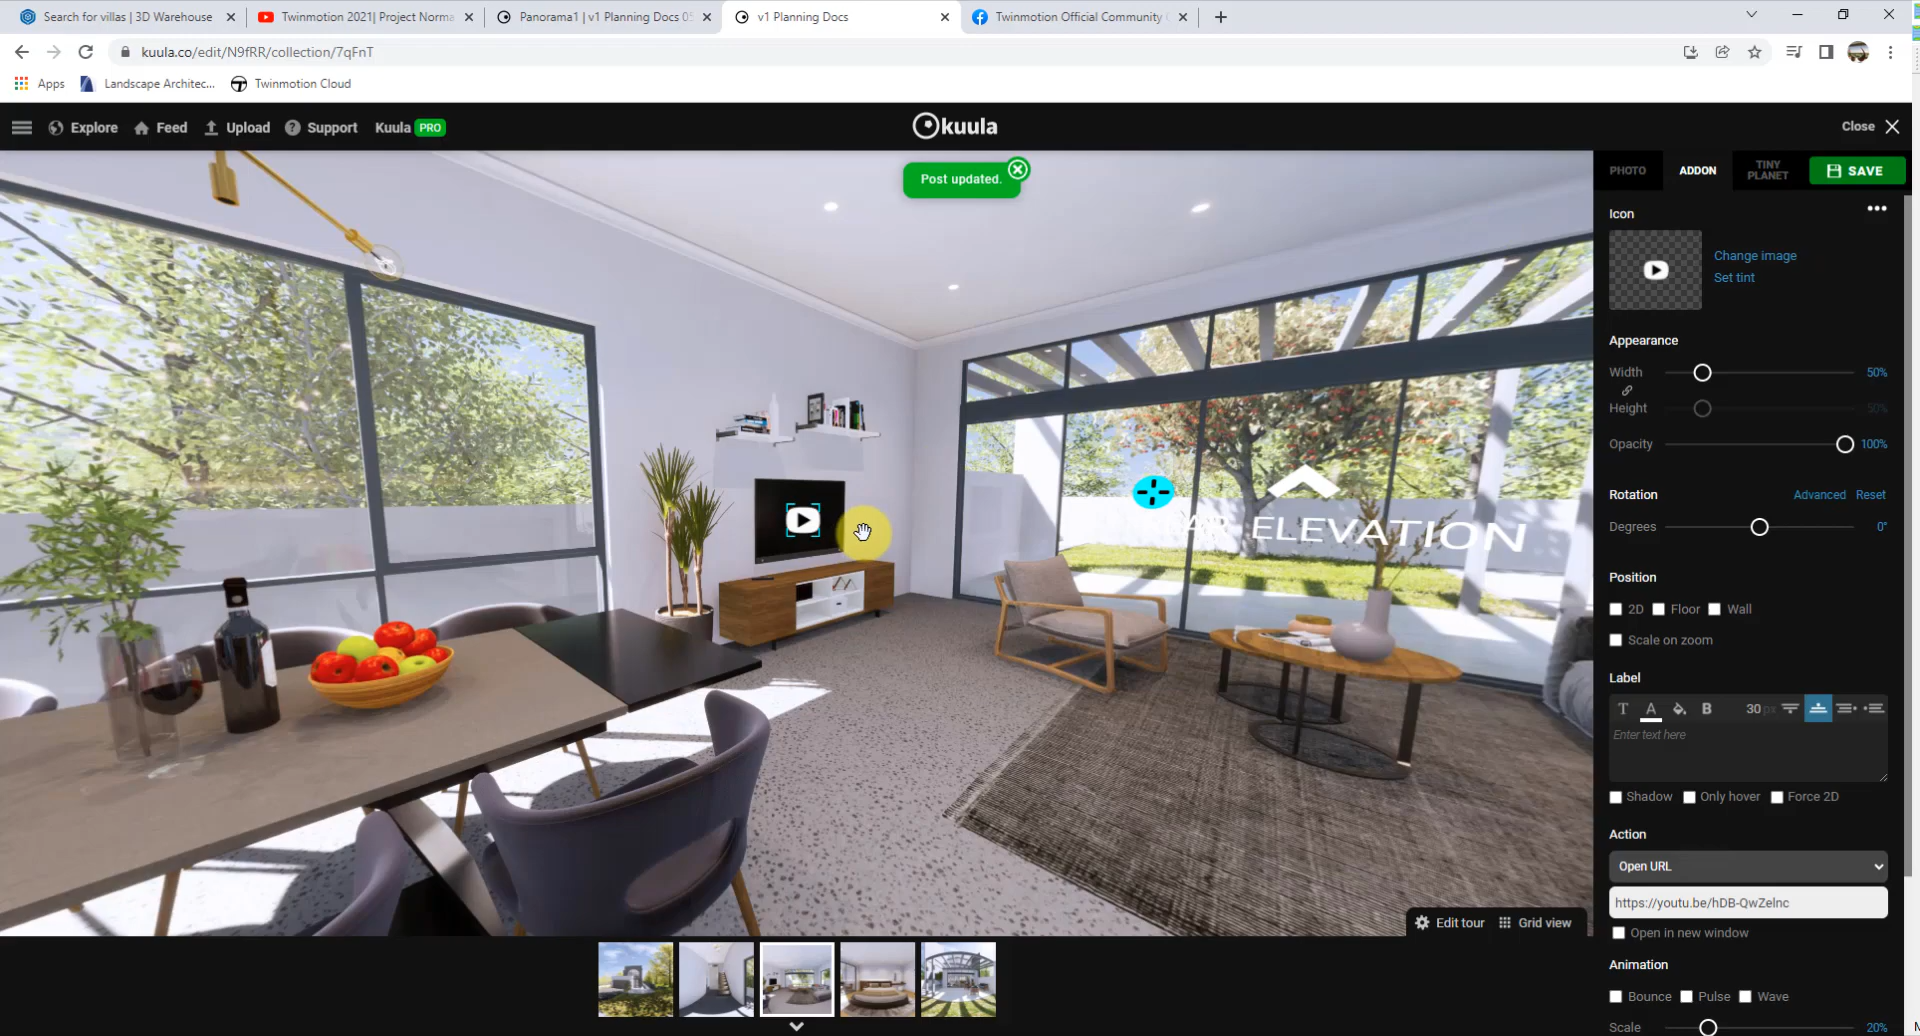 Search for villas | 3D Warehouse
Twinmotion 2021| Project Norma
Panorama1 | v1 Planning Docs 05
v1 Planning Docs
Twinmotion Official Community
kuula.co/edit/N9fRR/collection/7qFnT
Apps
Landscape Architec...
Twinmotion Cloud
Explore
Feed
Upload
Support
Kuula PRO
kuula
Close
Post updated.
PHOTO
ADDON
TINY PLANET
SAVE
Icon
Change image
Set tint
Appearance
Width
50%
Height
50%
Opacity
100%
Rotation
Advanced
Reset
Degrees
0°
Position
2D
Floor
Wall
Scale on zoom
Label
T A B 30 px
Enter text here
Shadow
Only hover
Force 2D
Action
Open URL
https://youtu.be/hDB-QwZelnc
Open in new window
Animation
Bounce
Pulse
Wave
Scale
20%
ELEVATION
Edit tour
Grid view